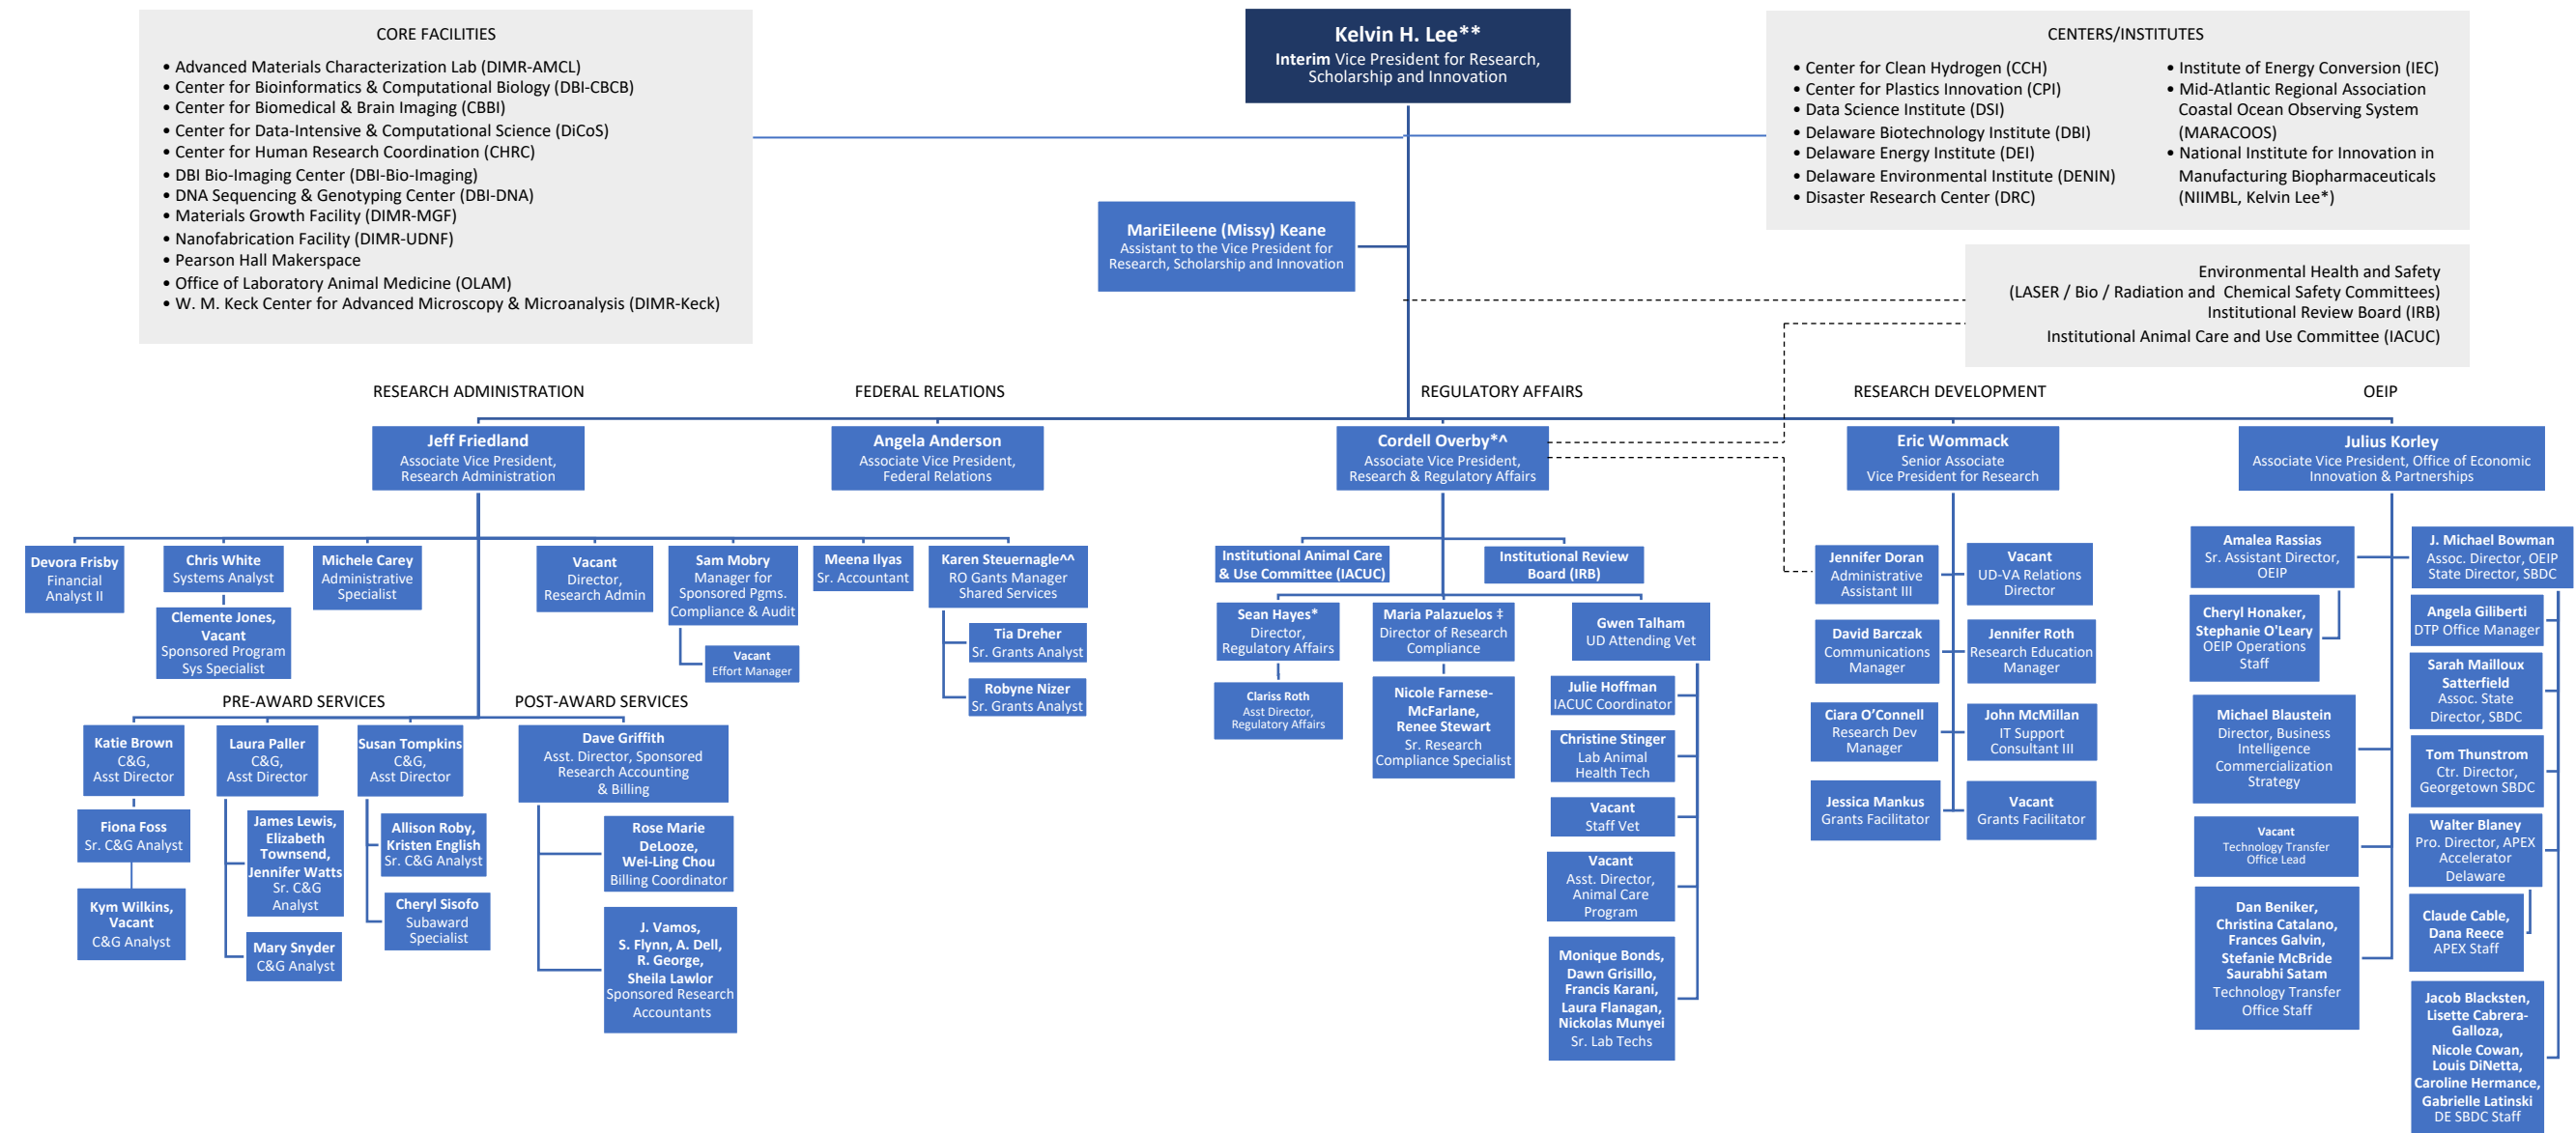 CORE FACILITIES
• Advanced Materials Characterization Lab (DIMR-AMCL)
• Center for Bioinformatics & Computational Biology (DBI-CBCB)
• Center for Biomedical & Brain Imaging (CBBI)
• Center for Data-Intensive & Computational Science (DiCoS)
• Center for Human Research Coordination (CHRC)
• DBI Bio-Imaging Center (DBI-Bio-Imaging)
• DNA Sequencing & Genotyping Center (DBI-DNA)
• Materials Growth Facility (DIMR-MGF)
• Nanofabrication Facility (DIMR-UDNF)
• Pearson Hall Makerspace
• Office of Laboratory Animal Medicine (OLAM)
• W. M. Keck Center for Advanced Microscopy & Microanalysis (DIMR-Keck)
Kelvin H. Lee**
Interim Vice President for Research,
Scholarship and Innovation
CENTERS/INSTITUTES
• Center for Clean Hydrogen (CCH)
• Center for Plastics Innovation (CPI)
• Data Science Institute (DSI)
• Delaware Biotechnology Institute (DBI)
• Delaware Energy Institute (DEI)
• Delaware Environmental Institute (DENIN)
• Disaster Research Center (DRC)
• Institute of Energy Conversion (IEC)
• Mid-Atlantic Regional Association
Coastal Ocean Observing System
(MARACOOS)
• National Institute for Innovation in
Manufacturing Biopharmaceuticals
(NIIMBL, Kelvin Lee*)
MariEileene (Missy) Keane
Assistant to the Vice President for
Research, Scholarship and Innovation
Environmental Health and Safety
(LASER / Bio / Radiation and Chemical Safety Committees)
Institutional Review Board (IRB)
Institutional Animal Care and Use Committee (IACUC)
RESEARCH ADMINISTRATION
FEDERAL RELATIONS
REGULATORY AFFAIRS
RESEARCH DEVELOPMENT
OEIP
Jeff Friedland
Associate Vice President,
Research Administration
Angela Anderson
Associate Vice President,
Federal Relations
Cordell Overby*^
Associate Vice President,
Research & Regulatory Affairs
Eric Wommack
Senior Associate
Vice President for Research
Julius Korley
Associate Vice President, Office of Economic
Innovation & Partnerships
Devora Frisby
Financial
Analyst II
Chris White
Systems Analyst
Clemente Jones,
Vacant
Sponsored Program
Sys Specialist
Michele Carey
Administrative
Specialist
Vacant
Director,
Research Admin
Sam Mobry
Manager for
Sponsored Pgms.
Compliance & Audit
Vacant
Effort Manager
Meena Ilyas
Sr. Accountant
Karen Steuernagle^^
RO Gants Manager
Shared Services
Tia Dreher
Sr. Grants Analyst
Robyne Nizer
Sr. Grants Analyst
PRE-AWARD SERVICES
POST-AWARD SERVICES
Katie Brown
C&G,
Asst Director
Fiona Foss
Sr. C&G Analyst
Kym Wilkins,
Vacant
C&G Analyst
Laura Paller
C&G,
Asst Director
James Lewis,
Elizabeth
Townsend,
Jennifer Watts
Sr. C&G
Analyst
Mary Snyder
C&G Analyst
Susan Tompkins
C&G,
Asst Director
Allison Roby,
Kristen English
Sr. C&G Analyst
Cheryl Sisofo
Subaward
Specialist
Dave Griffith
Asst. Director, Sponsored
Research Accounting
& Billing
Rose Marie
DeLooze,
Wei-Ling Chou
Billing Coordinator
J. Vamos,
S. Flynn, A. Dell,
R. George,
Sheila Lawlor
Sponsored Research
Accountants
Institutional Animal Care
& Use Committee (IACUC)
Institutional Review
Board (IRB)
Sean Hayes*
Director,
Regulatory Affairs
Clariss Roth
Asst Director,
Regulatory Affairs
Maria Palazuelos ‡
Director of Research
Compliance
Nicole Farnese-
McFarlane,
Renee Stewart
Sr. Research
Compliance Specialist
Gwen Talham
UD Attending Vet
Julie Hoffman
IACUC Coordinator
Christine Stinger
Lab Animal
Health Tech
Vacant
Staff Vet
Vacant
Asst. Director,
Animal Care
Program
Monique Bonds,
Dawn Grisillo,
Francis Karani,
Laura Flanagan,
Nickolas Munyei
Sr. Lab Techs
Jennifer Doran
Administrative
Assistant III
Vacant
UD-VA Relations
Director
David Barczak
Communications
Manager
Jennifer Roth
Research Education
Manager
Ciara O’Connell
Research Dev
Manager
John McMillan
IT Support
Consultant III
Jessica Mankus
Grants Facilitator
Vacant
Grants Facilitator
Amalea Rassias
Sr. Assistant Director,
OEIP
Cheryl Honaker,
Stephanie O'Leary
OEIP Operations
Staff
Michael Blaustein
Director, Business
Intelligence
Commercialization
Strategy
Vacant
Technology Transfer
Office Lead
Dan Beniker,
Christina Catalano,
Frances Galvin,
Stefanie McBride
Saurabhi Satam
Technology Transfer
Office Staff
J. Michael Bowman
Assoc. Director, OEIP
State Director, SBDC
Angela Giliberti
DTP Office Manager
Sarah Mailloux
Satterfield
Assoc. State
Director, SBDC
Tom Thunstrom
Ctr. Director,
Georgetown SBDC
Walter Blaney
Pro. Director, APEX
Accelerator
Delaware
Claude Cable,
Dana Reece
APEX Staff
Jacob Blacksten,
Lisette Cabrera-
Galloza,
Nicole Cowan,
Louis DiNetta,
Caroline Hermance,
Gabrielle Latinski
DE SBDC Staff